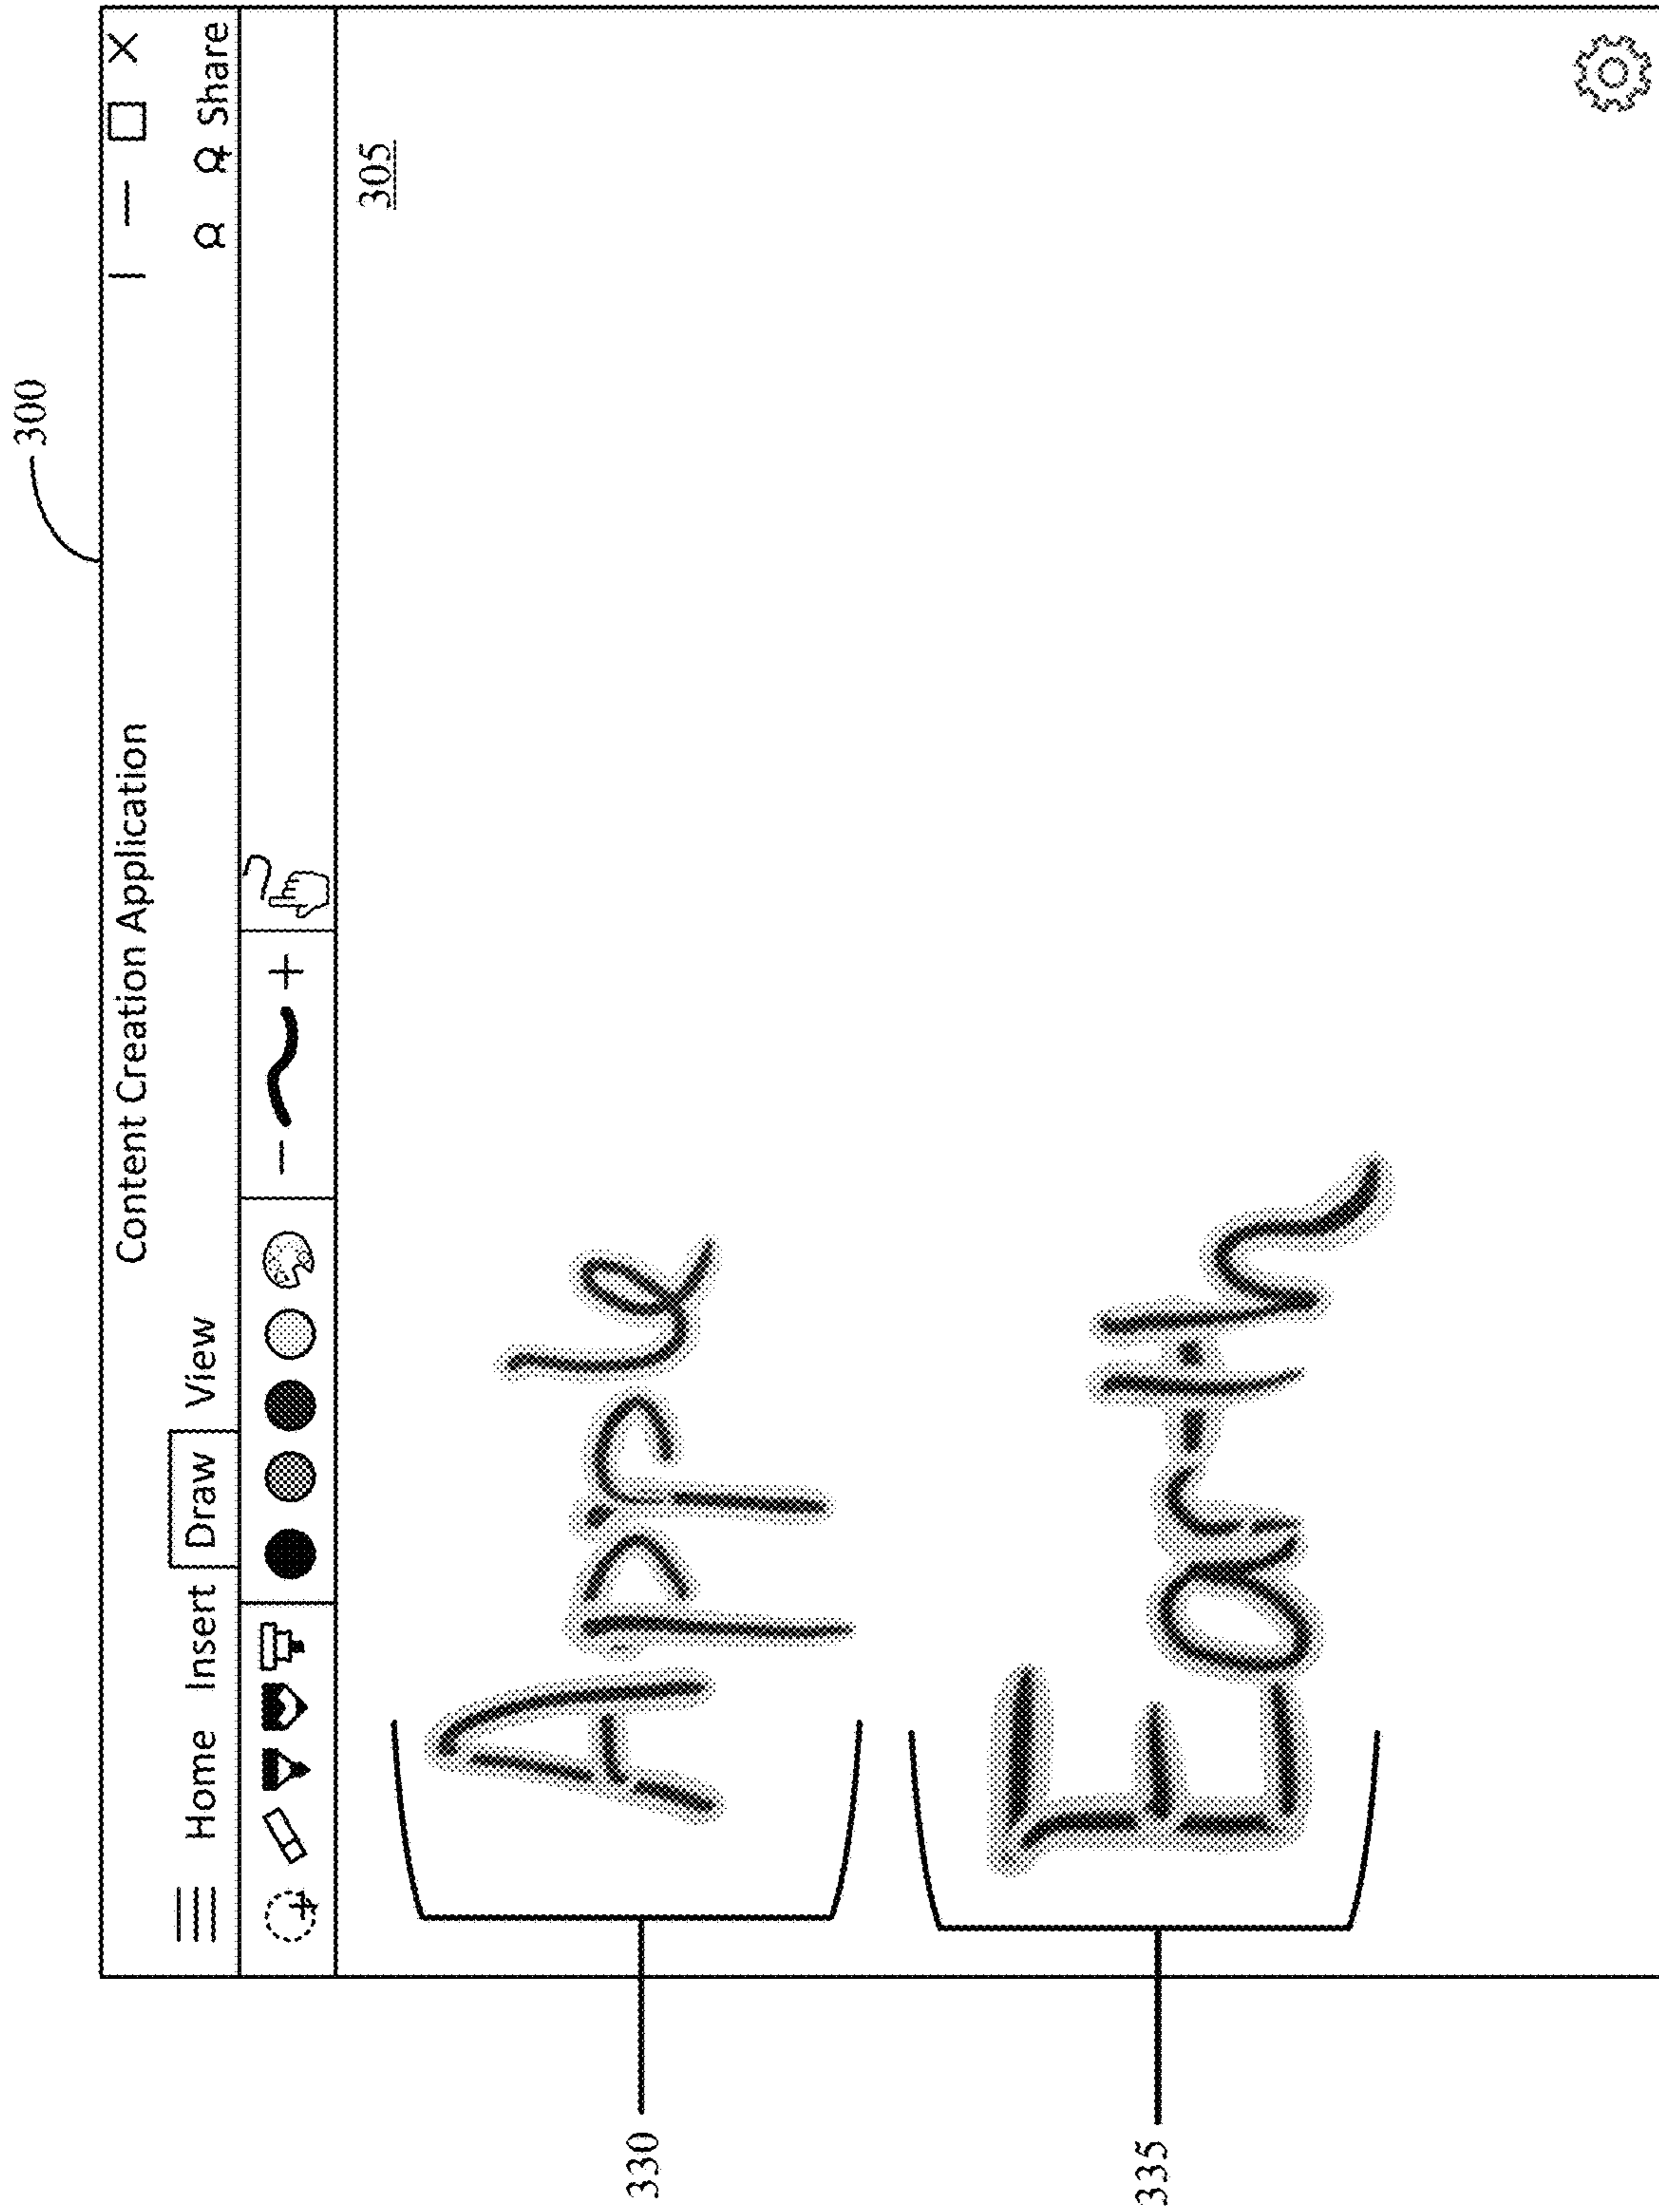 300
Content Creation Application
Home Insert Draw View Share
305
330 Apple
335 Earth